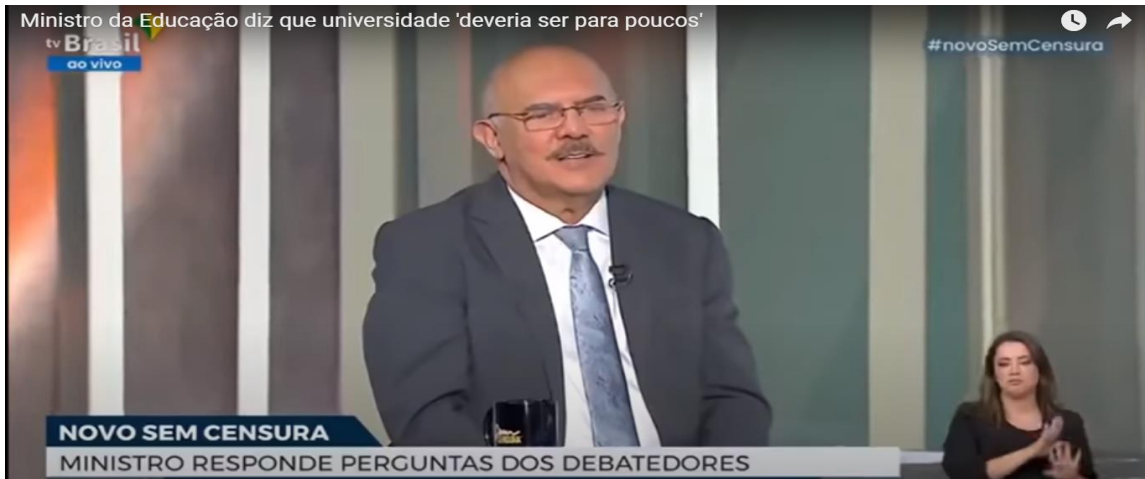 Ministro da Educação diz que universidade 'deveria ser para poucos'
tv Brasil
ao vivo
#novoSemCensura
NOVO SEM CENSURA
MINISTRO RESPONDE PERGUNTAS DOS DEBATEDORES